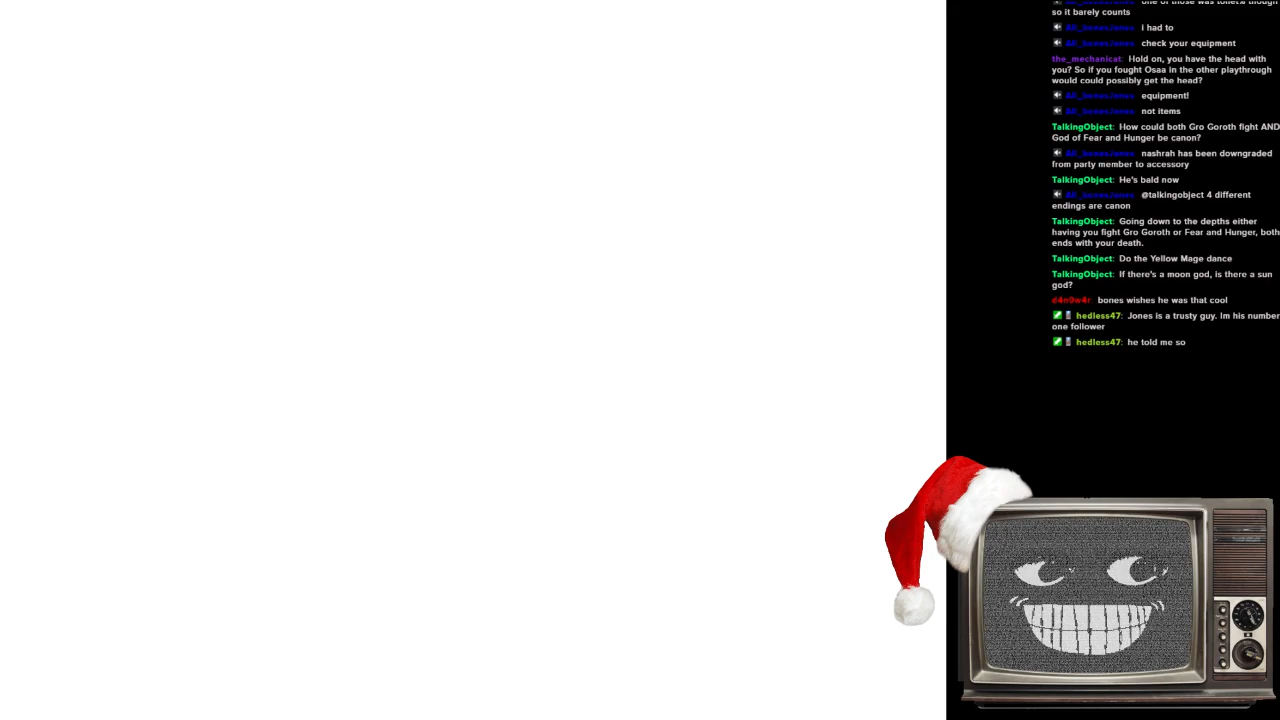 so it barely counts
i had to
check your equipment
the_mechanicat: Hold on, you have the head with
you? So if you fought Osaa in the other playthrough
would could possibly get the head?
equipment!
not items
TalkingObject: How could both Gro Goroth fight AND
God of Fear and Hunger be canon?
nashrah has been downgraded
from party member to accessory
TalkingObject: He's bald now
@talkingobject 4 different
endings are canon
TalkingObject: Going down to the depths either
having you fight Gro Goroth or Fear and Hunger, both
ends with your death.
TalkingObject: Do the Yellow Mage dance
TalkingObject: If there's a moon god, is there a sun
god?
d4n0w4r: bones wishes he was that cool
hedless47: Jones is a trusty guy. Im his number
one follower
hedless47: he told me so